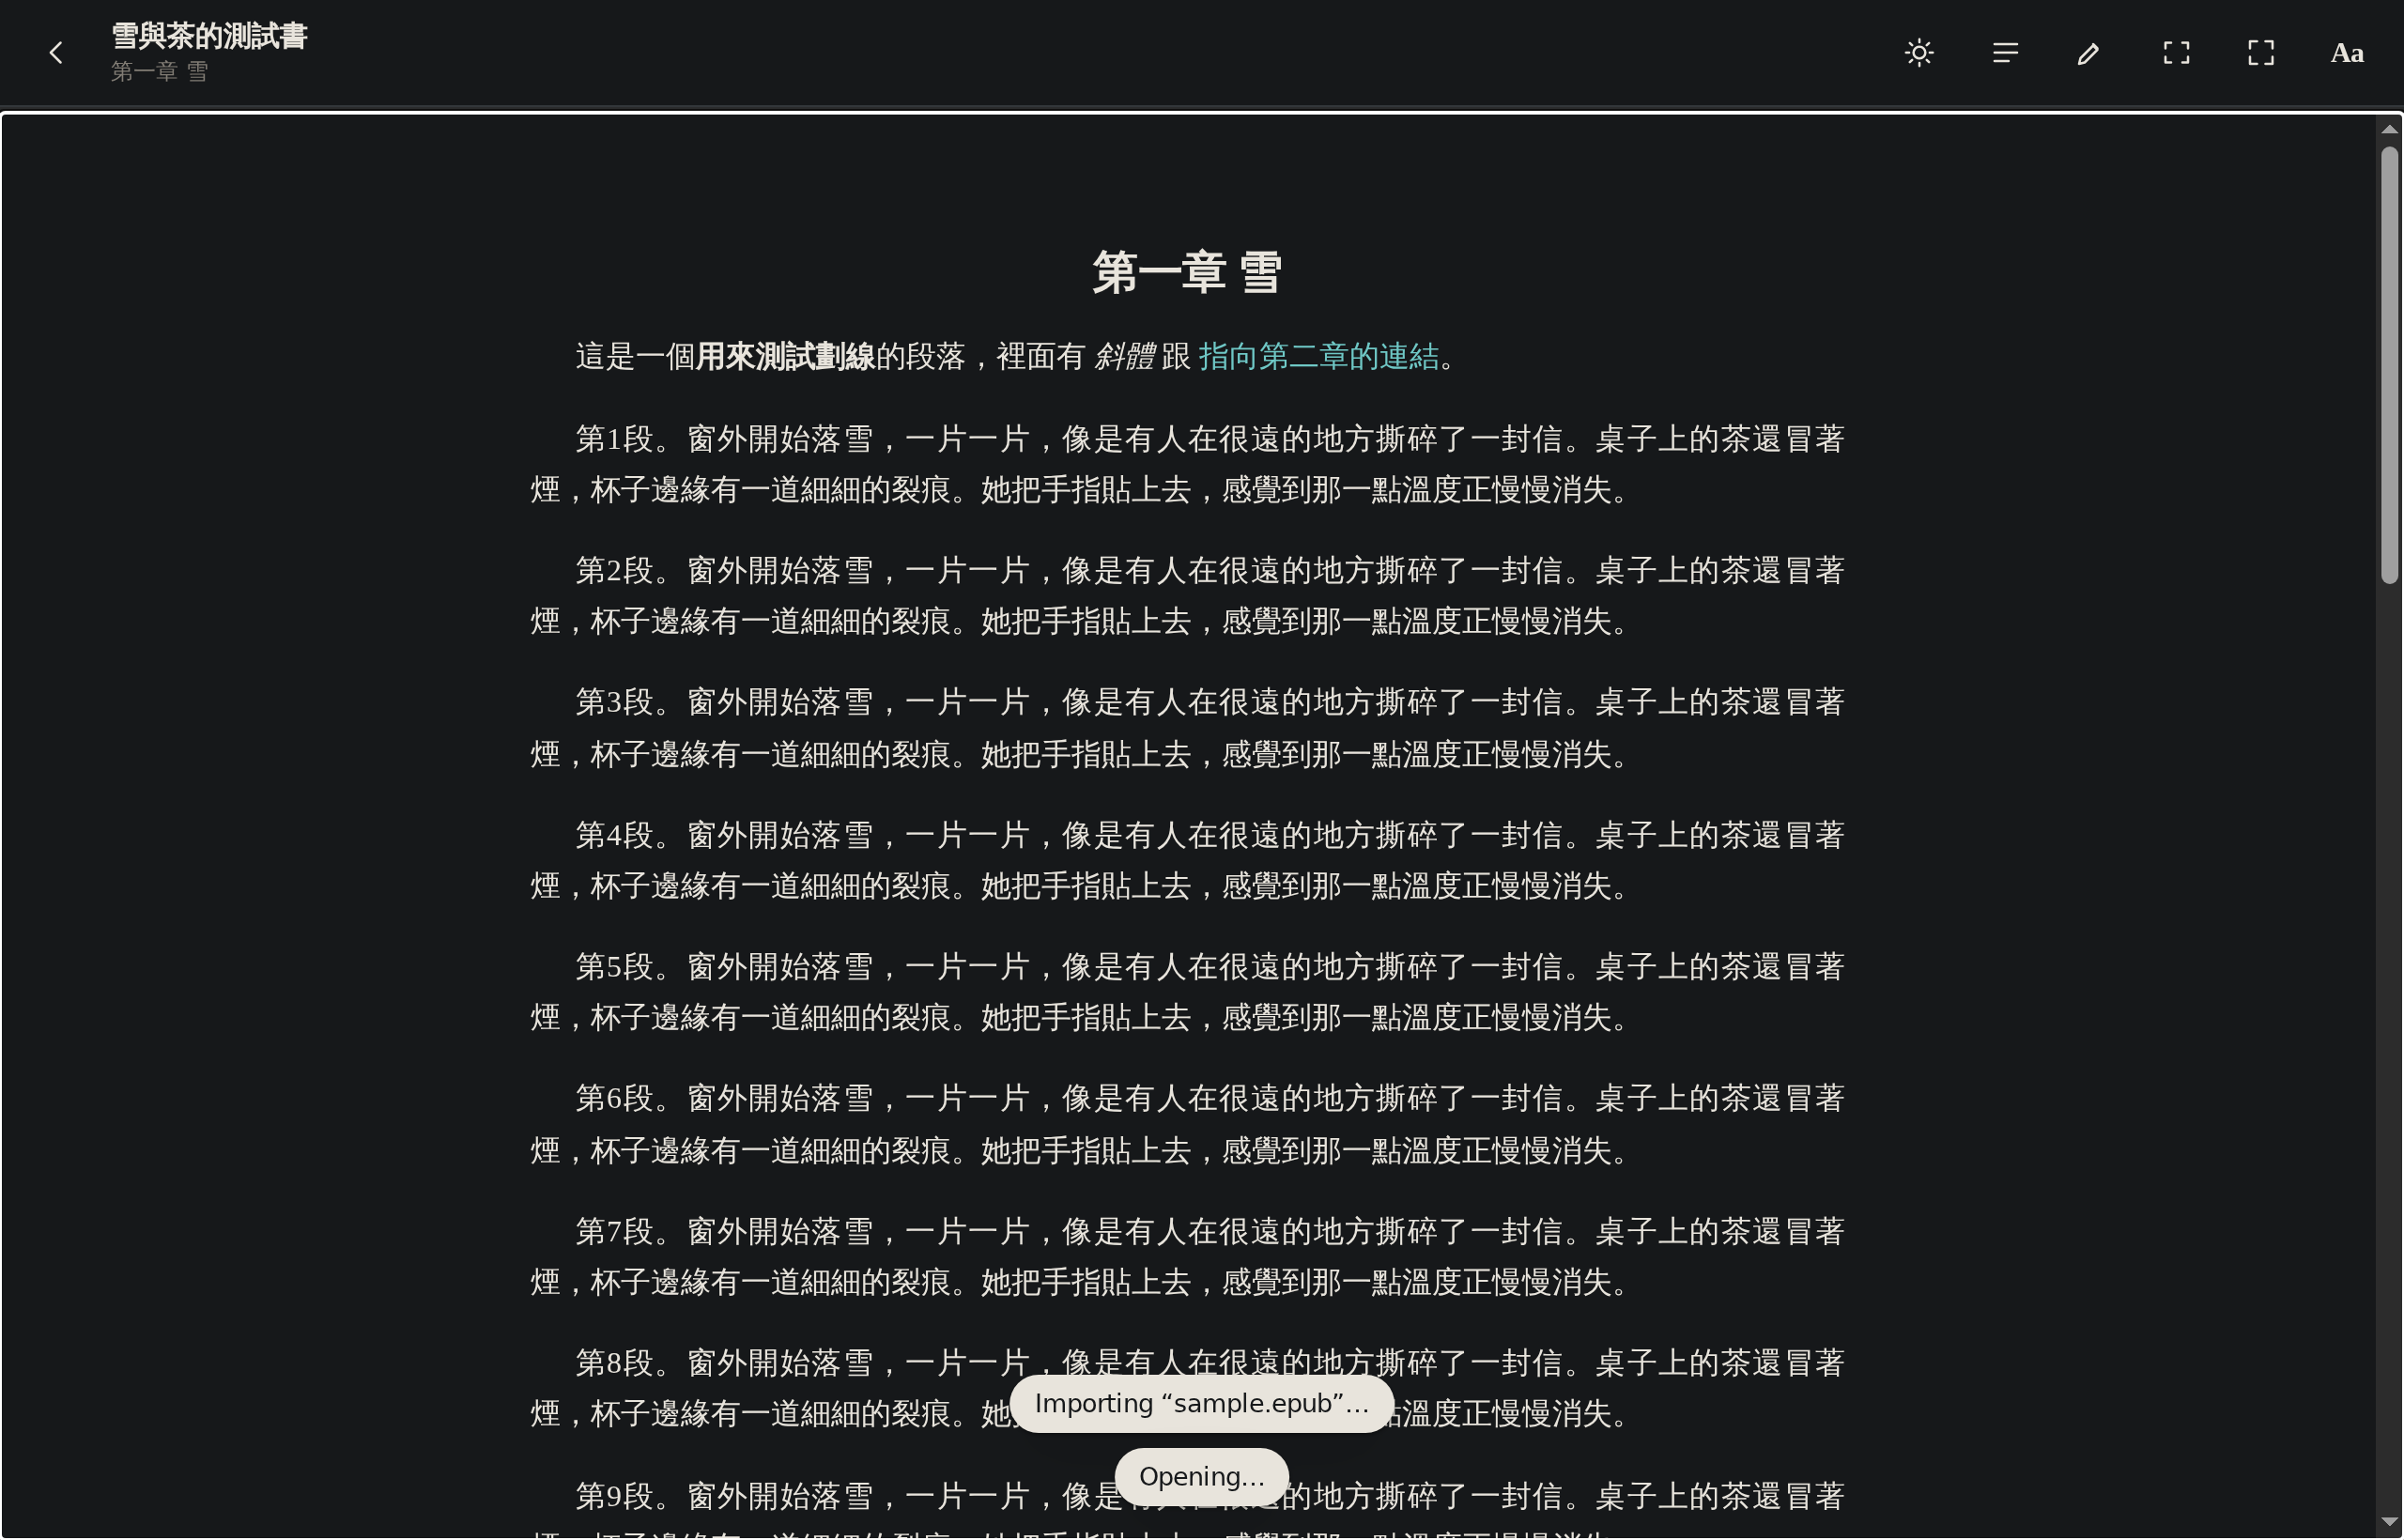 雪與茶的測試書
第一章 雪
Aa
第一章 雪
這是一個用來測試劃線的段落，裡面有 斜體 跟 指向第二章的連結。
第1段。窗外開始落雪，一片一片，像是有人在很遠的地方撕碎了一封信。桌子上的茶還冒著
煙，杯子邊緣有一道細細的裂痕。她把手指貼上去，感覺到那一點溫度正慢慢消失。
第2段。窗外開始落雪，一片一片，像是有人在很遠的地方撕碎了一封信。桌子上的茶還冒著
煙，杯子邊緣有一道細細的裂痕。她把手指貼上去，感覺到那一點溫度正慢慢消失。
第3段。窗外開始落雪，一片一片，像是有人在很遠的地方撕碎了一封信。桌子上的茶還冒著
煙，杯子邊緣有一道細細的裂痕。她把手指貼上去，感覺到那一點溫度正慢慢消失。
第4段。窗外開始落雪，一片一片，像是有人在很遠的地方撕碎了一封信。桌子上的茶還冒著
煙，杯子邊緣有一道細細的裂痕。她把手指貼上去，感覺到那一點溫度正慢慢消失。
第5段。窗外開始落雪，一片一片，像是有人在很遠的地方撕碎了一封信。桌子上的茶還冒著
煙，杯子邊緣有一道細細的裂痕。她把手指貼上去，感覺到那一點溫度正慢慢消失。
第6段。窗外開始落雪，一片一片，像是有人在很遠的地方撕碎了一封信。桌子上的茶還冒著
煙，杯子邊緣有一道細細的裂痕。她把手指貼上去，感覺到那一點溫度正慢慢消失。
第7段。窗外開始落雪，一片一片，像是有人在很遠的地方撕碎了一封信。桌子上的茶還冒著
煙，杯子邊緣有一道細細的裂痕。她把手指貼上去，感覺到那一點溫度正慢慢消失。
第8段。窗外開始落雪，一片一片，像是有人在很遠的地方撕碎了一封信。桌子上的茶還冒著
煙，杯子邊緣有一道細細的裂痕。她 溫度正慢慢消失。
Importing “sample.epub”…
Opening…
第9段。窗外開始落雪，一片一片，像是 的地方撕碎了一封信。桌子上的茶還冒著